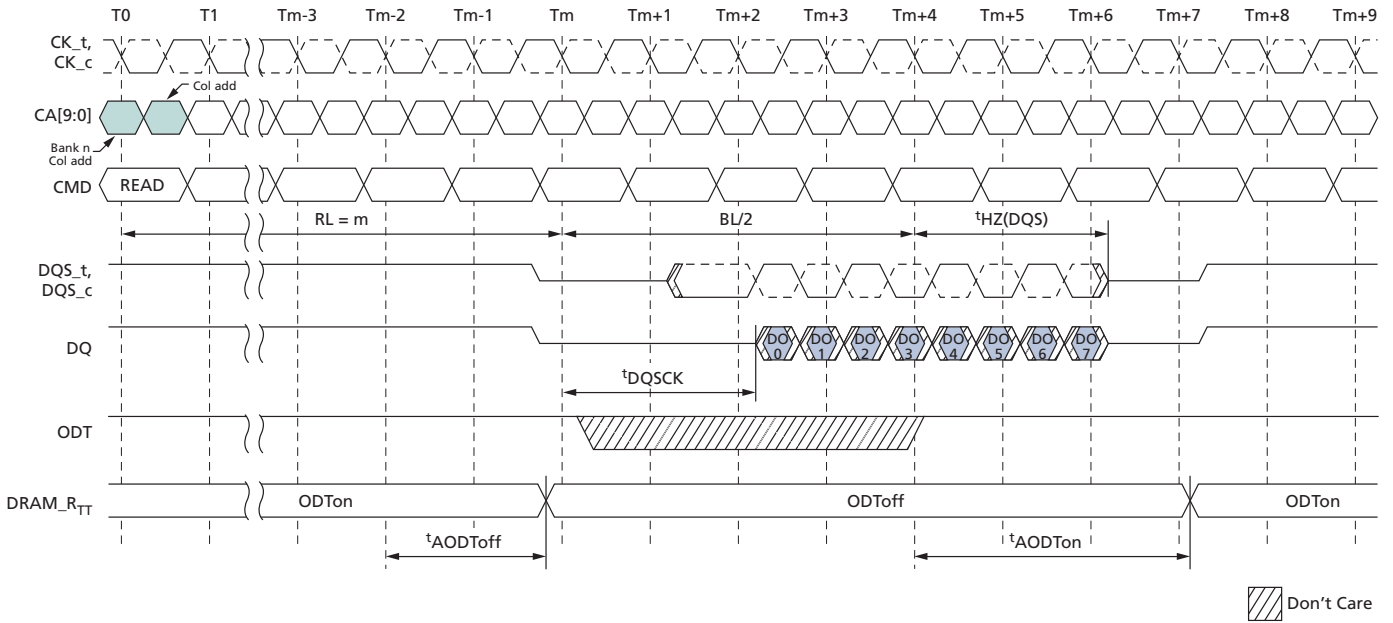 T0 T1 Tm-3 Tm-2 Tm-1 Tm Tm+1 Tm+2 Tm+3 Tm+4 Tm+5 Tm+6 Tm+7 Tm+8 Tm+9
CK_t,
CK_c
Col add
CA[9:0]
Bank n
Col add
CMD READ
RL = m BL/2 tHZ(DQS)
DQS_t,
DQS_c
DQ DO 0 DO 1 DO 2 DO 3 DO 4 DO 5 DO 6 DO 7
tDQSCK
ODT
DRAM_RTT ODTon ODToff ODTon
tAODToff tAODTon
Don't Care